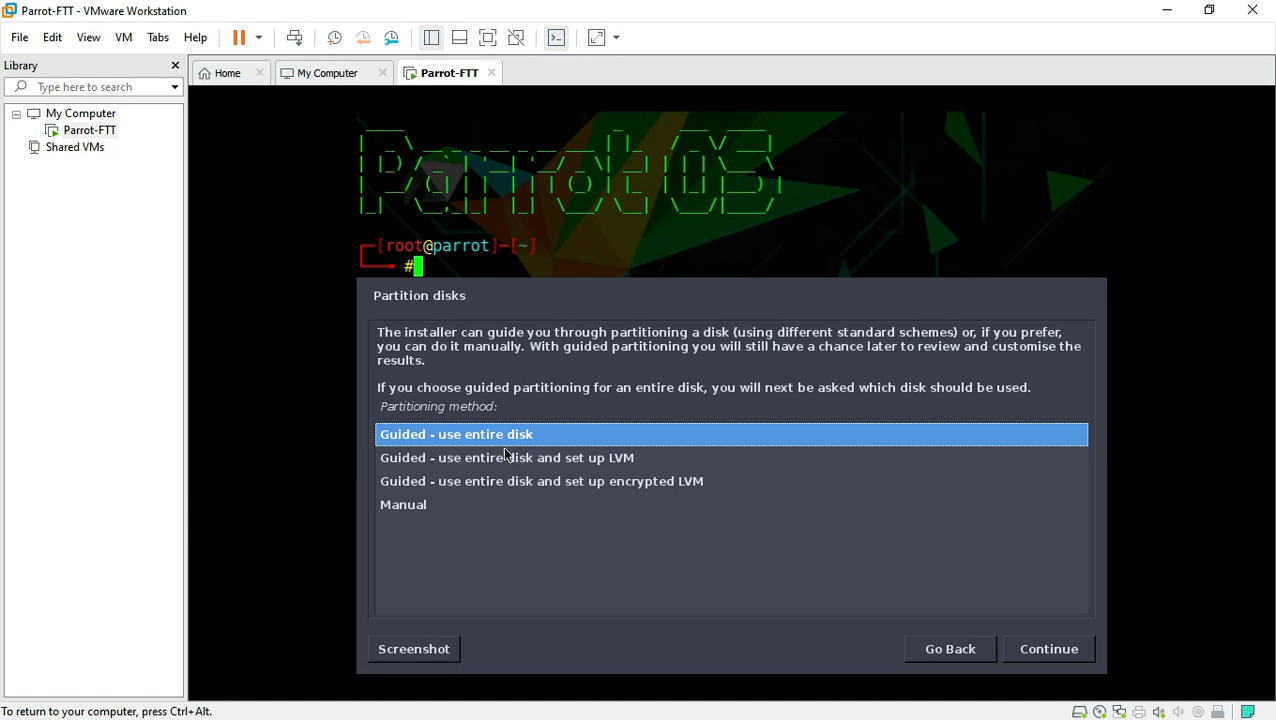 Parrot-FTT - VMware Workstation
File Edit View VM Tabs Help
Library
Type here to search
Home
My Computer
Parrot-FTT
My Computer
Parrot-FTT
Shared VMs
Parrot OS
[root@parrot]-[~]
#
Partition disks
The installer can guide you through partitioning a disk (using different standard schemes) or, if you prefer,
you can do it manually. With guided partitioning you will still have a chance later to review and customise the
results.
If you choose guided partitioning for an entire disk, you will next be asked which disk should be used.
Partitioning method:
Guided - use entire disk
Guided - use entire disk and set up LVM
Guided - use entire disk and set up encrypted LVM
Manual
Screenshot
Go Back
Continue
To return to your computer, press Ctrl+Alt.